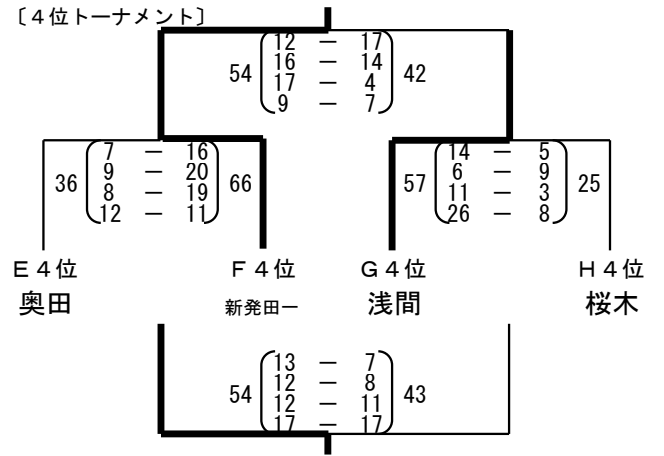 〔４位トーナメント〕
12 － 17
16 － 14
54 42
17 － 4
9 － 7
7 － 16 14 － 5
9 － 20 6 － 9
36 66 57 25
8 － 19 11 － 3
12 － 11 26 － 8
Ｅ４位 Ｆ４位 Ｇ４位 Ｈ４位
奥田 新発田一 浅間 桜木
13 － 7
12 － 8
54 43
12 － 11
17 － 17